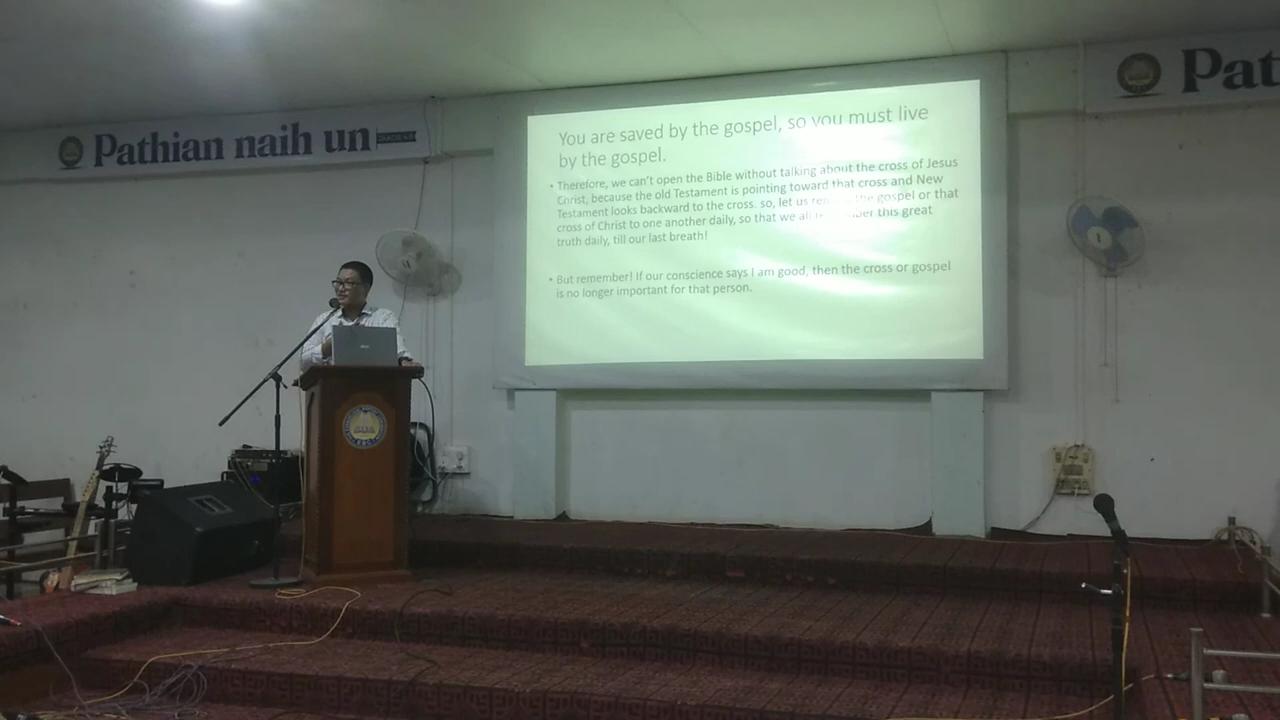 Pathian naih un
Pat
You are saved by the gospel, so you must live
by the gospel.
• Therefore, we can't open the Bible without talking about the cross of Jesus
Christ, because the old Testament is pointing toward that cross and New
Testament looks backward to the cross. so, let us the gospel or that
cross of Christ to one another daily, so that we all this great
truth daily, till our last breath!
• But remember! If our conscience says I am good, then the cross or gospel
is no longer important for that person.